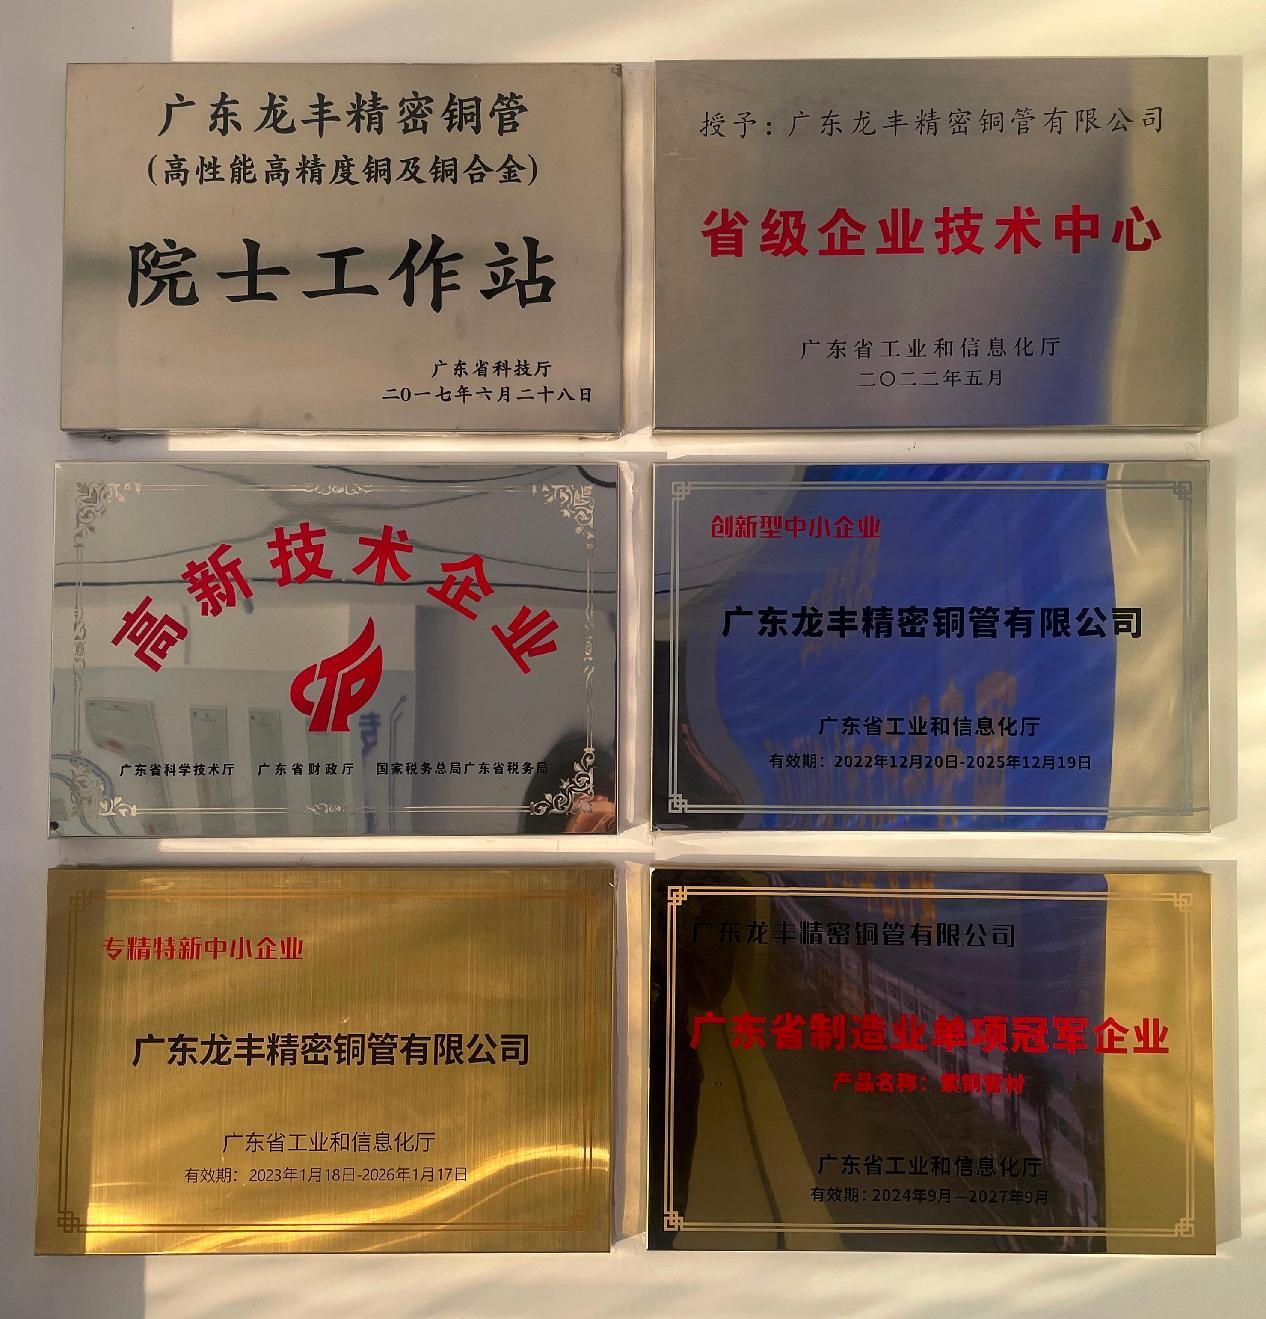 广东龙丰精密铜管
(高性能高精度铜及铜合金)
院士工作站
广东省科技厅
二〇一七年六月二十八日
授予：广东龙丰精密铜管有限公司
省级企业技术中心
广东省工业和信息化厅
二〇二二年五月
高新技术企业
广东省科学技术厅 广东省财政厅 国家税务总局广东省税务局
创新型中小企业
广东龙丰精密铜管有限公司
广东省工业和信息化厅
有效期：2022年12月20日-2025年12月19日
专精特新中小企业
广东龙丰精密铜管有限公司
广东省工业和信息化厅
有效期：2023年1月18日-2026年1月17日
广东龙丰精密铜管有限公司
广东省制造业单项冠军企业
产品名称：紫铜管材
广东省工业和信息化厅
有效期：2024年9月—2027年9月